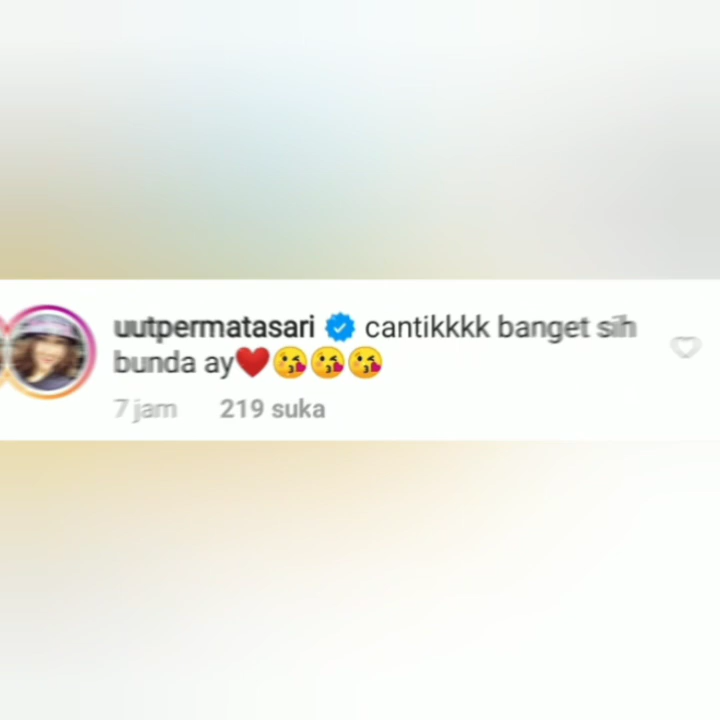 uutpermatasari cantikkkk banget sih
bunda ay❤️😘😘😘
7 jam 219 suka